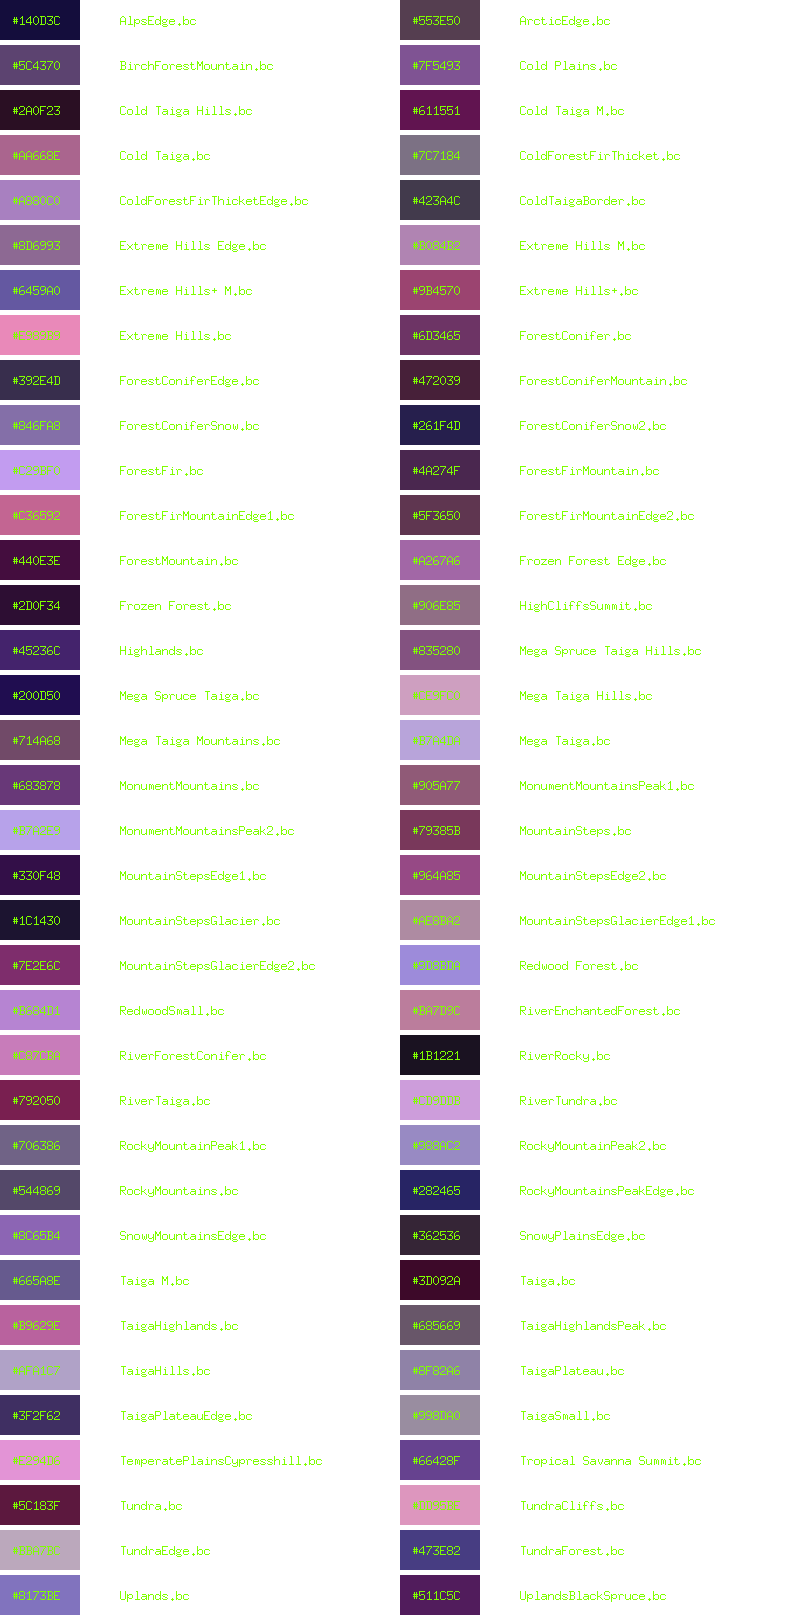 #140D3C AlpsEdge.bc #553E50 ArcticEdge.bc
#5C4370 BirchForestMountain.bc #7F5493 Cold Plains.bc
#2A0F23 Cold Taiga Hills.bc #611551 Cold Taiga M.bc
#AA668E Cold Taiga.bc #7C7184 ColdForestFirThicket.bc
#A880C0 ColdForestFirThicketEdge.bc #423A4C ColdTaigaBorder.bc
#8D6993 Extreme Hills Edge.bc #B084B2 Extreme Hills M.bc
#6459A0 Extreme Hills+ M.bc #9B4570 Extreme Hills+.bc
Extreme Hills.bc #6D3465 ForestConifer.bc
#392E4D ForestConiferEdge.bc #472039 ForestConiferMountain.bc
#846FA8 ForestConiferSnow.bc #261F4D ForestConiferSnow2.bc
ForestFir.bc #4A274F ForestFirMountain.bc
#C36592 ForestFirMountainEdge1.bc #5F3650 ForestFirMountainEdge2.bc
#440E3E ForestMountain.bc #A267A6 Frozen Forest Edge.bc
#2D0F34 Frozen Forest.bc #906E85 HighCliffsSummit.bc
#45236C Highlands.bc #835280 Mega Spruce Taiga Hills.bc
#200D50 Mega Spruce Taiga.bc Mega Taiga Hills.bc
#714A68 Mega Taiga Mountains.bc Mega Taiga.bc
#683878 MonumentMountains.bc #905A77 MonumentMountainsPeak1.bc
MonumentMountainsPeak2.bc #79385B MountainSteps.bc
#330F48 MountainStepsEdge1.bc #964A85 MountainStepsEdge2.bc
#1C1430 MountainStepsGlacier.bc #AE8BA2 MountainStepsGlacierEdge1.bc
#7E2E6C MountainStepsGlacierEdge2.bc #9D8BDA Redwood Forest.bc
#B684D1 RedwoodSmall.bc #BA7D9C RiverEnchantedForest.bc
#C87CBA RiverForestConifer.bc #1B1221 RiverRocky.bc
#792050 RiverTaiga.bc RiverTundra.bc
#706386 RockyMountainPeak1.bc #988AC2 RockyMountainPeak2.bc
#544869 RockyMountains.bc #282465 RockyMountainsPeakEdge.bc
#8C65B4 SnowyMountainsEdge.bc #362536 SnowyPlainsEdge.bc
#665A8E Taiga M.bc #3D092A Taiga.bc
#B9629E TaigaHighlands.bc #685669 TaigaHighlandsPeak.bc
#AFA1C7 TaigaHills.bc #8F82A6 TaigaPlateau.bc
#3F2F62 TaigaPlateauEdge.bc #998DA0 TaigaSmall.bc
TemperatePlainsCypresshill.bc #66428F Tropical Savanna Summit.bc
#5C183F Tundra.bc TundraCliffs.bc
TundraEdge.bc #473E82 TundraForest.bc
#8173BE Uplands.bc #511C5C UplandsBlackSpruce.bc